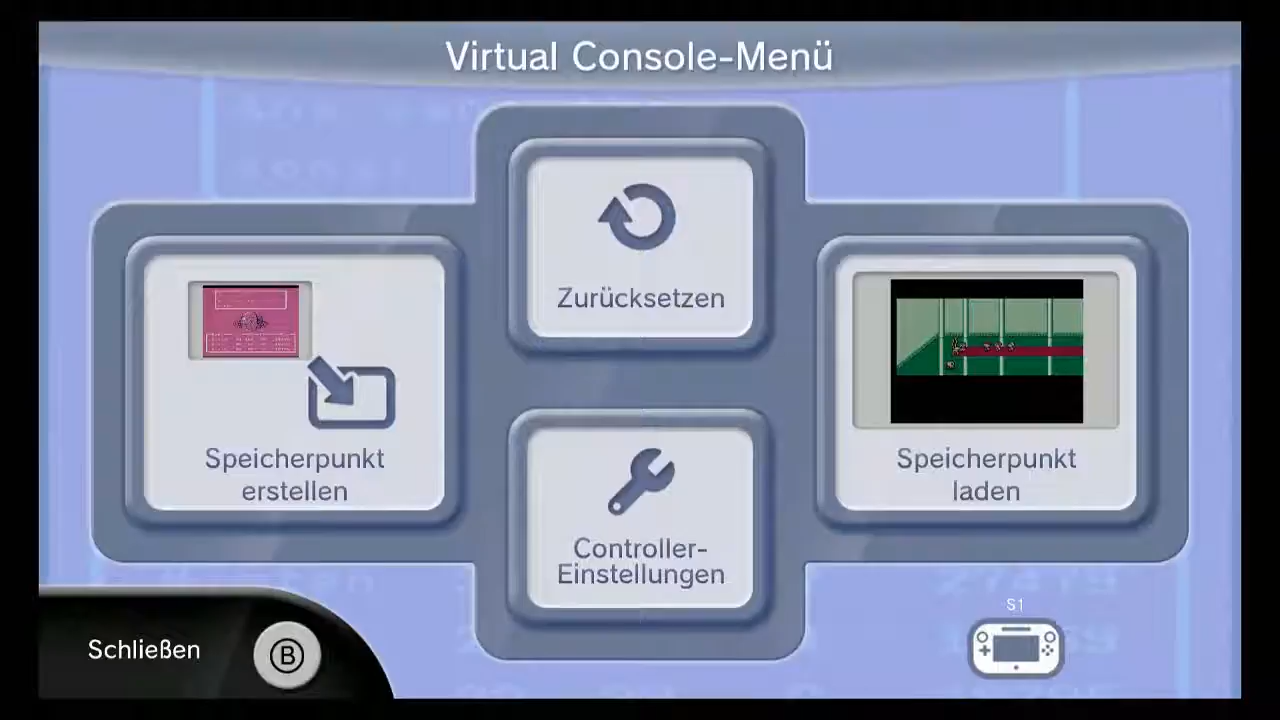 Virtual Console-Menü
Zurücksetzen
Speicherpunkt
erstellen
Speicherpunkt
laden
Controller-
Einstellungen
S1
Schließen
B